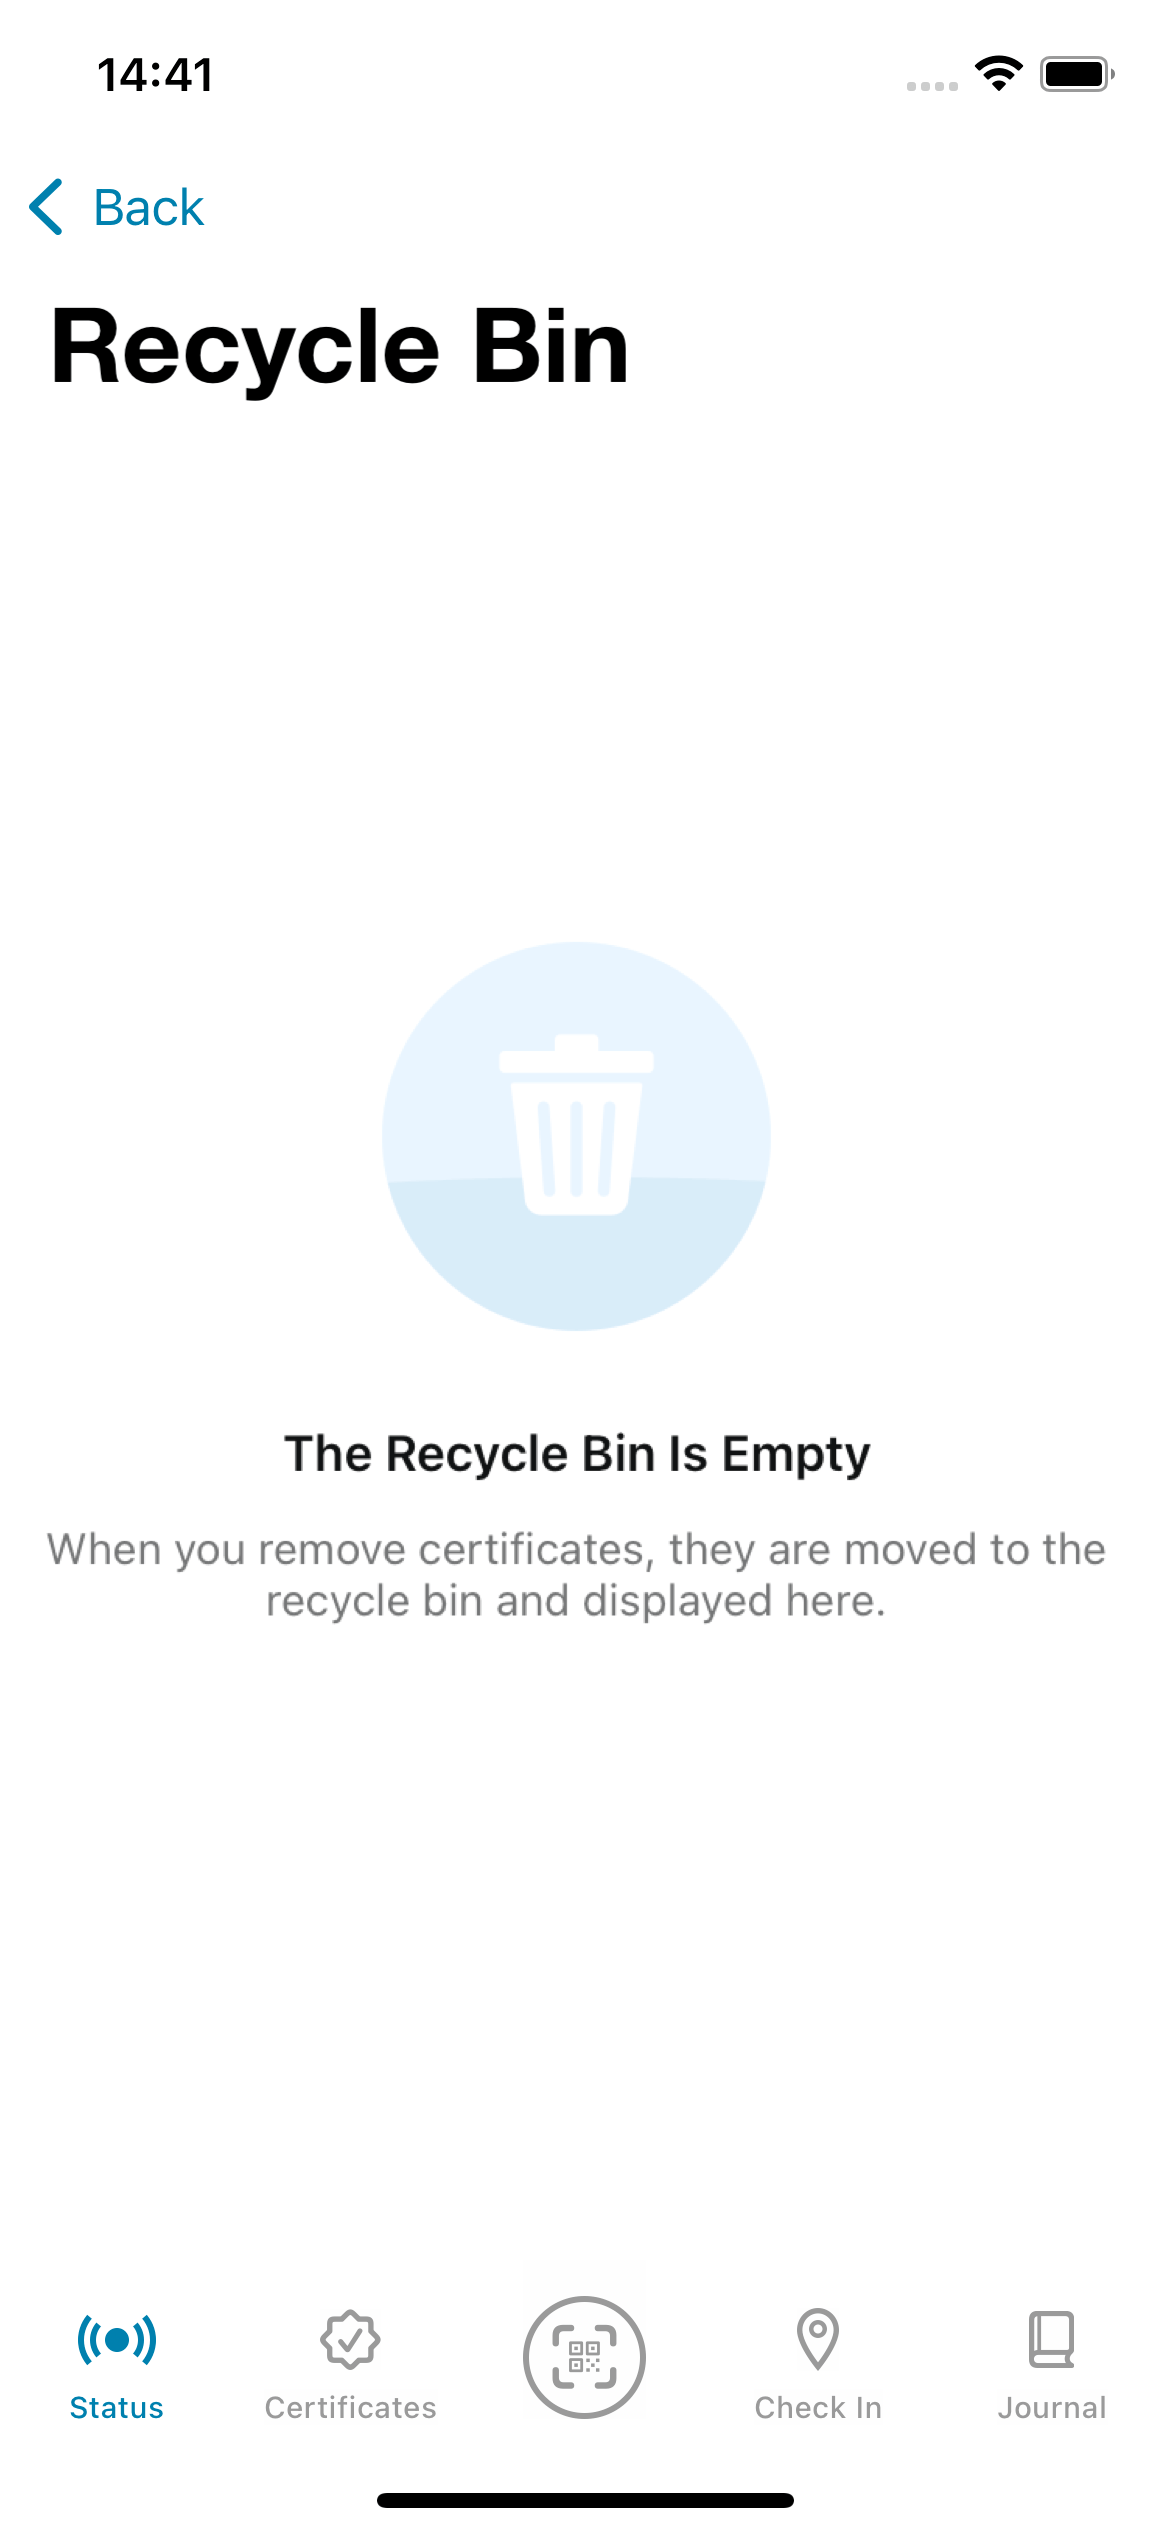 14:41
Back
Recycle Bin
The Recycle Bin Is Empty
When you remove certificates, they are moved to the
recycle bin and displayed here.
Status
Certificates
Check In
Journal